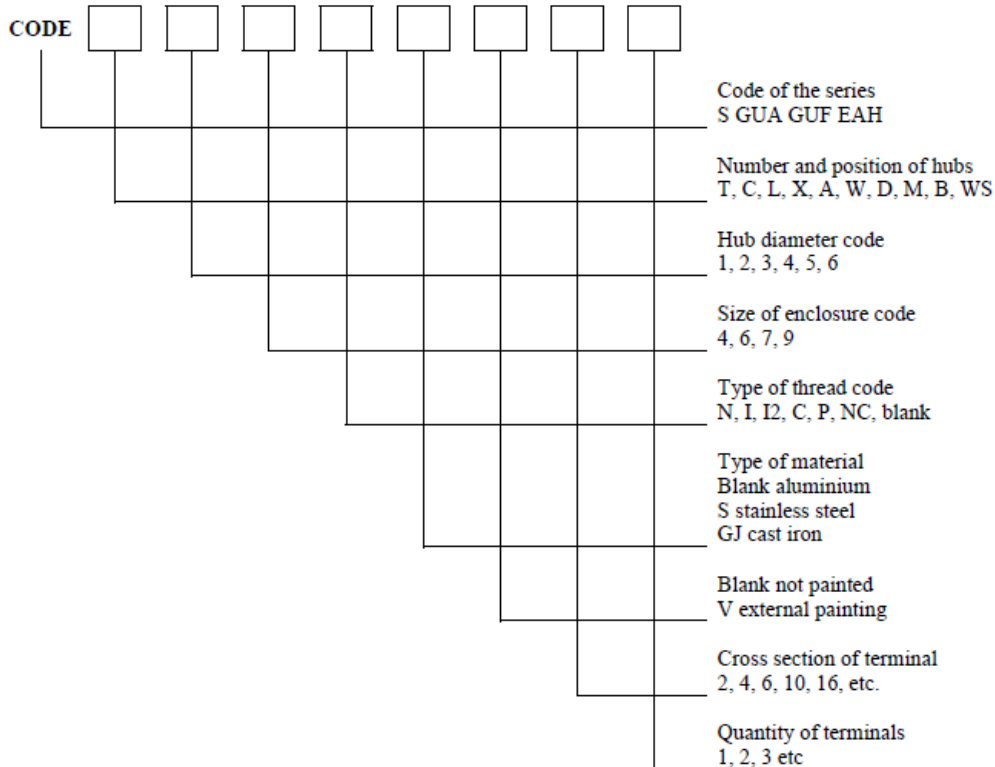 CODE
Code of the series
S GUA GUF EAH
Number and position of hubs
T, C, L, X, A, W, D, M, B, WS
Hub diameter code
1, 2, 3, 4, 5, 6
Size of enclosure code
4, 6, 7, 9
Type of thread code
N, I, I2, C, P, NC, blank
Type of material
Blank aluminium
S stainless steel
GJ cast iron
Blank not painted
V external painting
Cross section of terminal
2, 4, 6, 10, 16, etc.
Quantity of terminals
1, 2, 3 etc